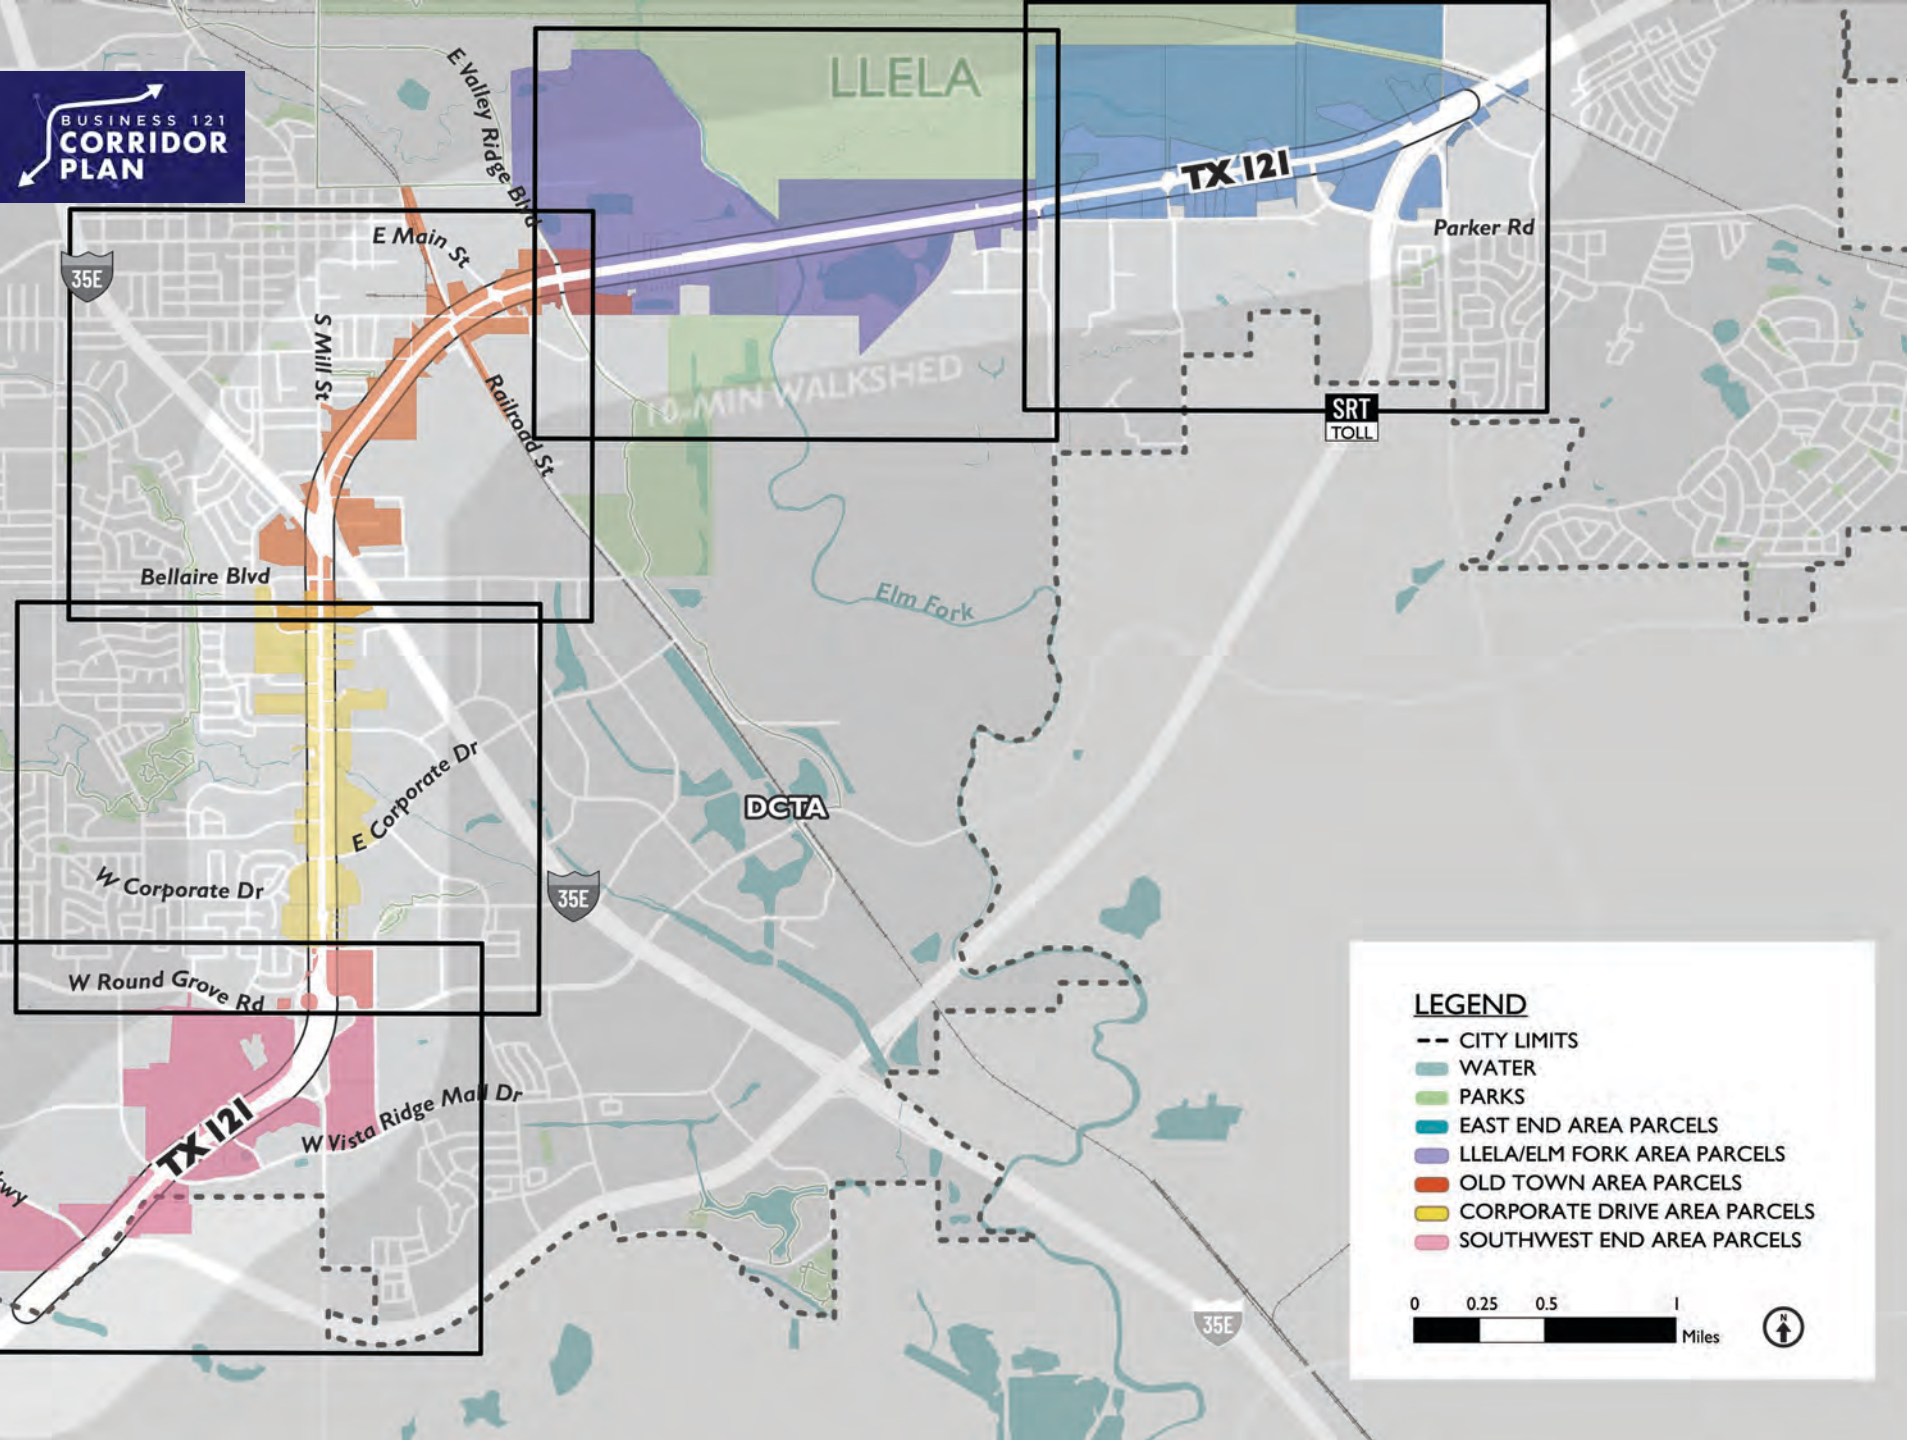 LLELA
E Valley Ridge Blvd
BUSINESS 121
CORRIDOR
PLAN
TX 121
Parker Rd
E Main St
35E
S Mill St
10-MIN WALKSHED
Railroad St
SRT
TOLL
Bellaire Blvd
Elm Fork
E Corporate Dr
DCTA
W Corporate Dr
35E
W Round Grove Rd
W Vista Ridge Mall Dr
TX 121
35E
LEGEND
CITY LIMITS
WATER
PARKS
EAST END AREA PARCELS
LLELA/ELM FORK AREA PARCELS
OLD TOWN AREA PARCELS
CORPORATE DRIVE AREA PARCELS
SOUTHWEST END AREA PARCELS
0 0.25 0.5 1
Miles
N